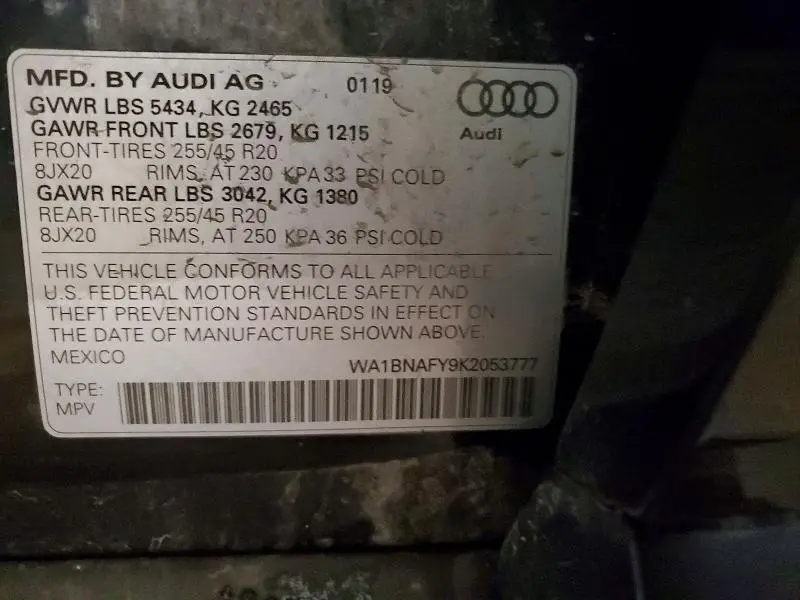 MFD. BY AUDI AG 0119
GVWR LBS 5434, KG 2465
GAWR FRONT LBS 2679, KG 1215
Audi
FRONT-TIRES 255/45 R20
8JX20 RIMS, AT 230 KPA 33 PSI COLD
GAWR REAR LBS 3042, KG 1380
REAR-TIRES 255/45 R20
8JX20 RIMS, AT 250 KPA 36 PSI COLD
THIS VEHICLE CONFORMS TO ALL APPLICABLE
U.S. FEDERAL MOTOR VEHICLE SAFETY AND
THEFT PREVENTION STANDARDS IN EFFECT ON
THE DATE OF MANUFACTURE SHOWN ABOVE.
MEXICO
WA1BNAFY9K2053777
TYPE:
MPV